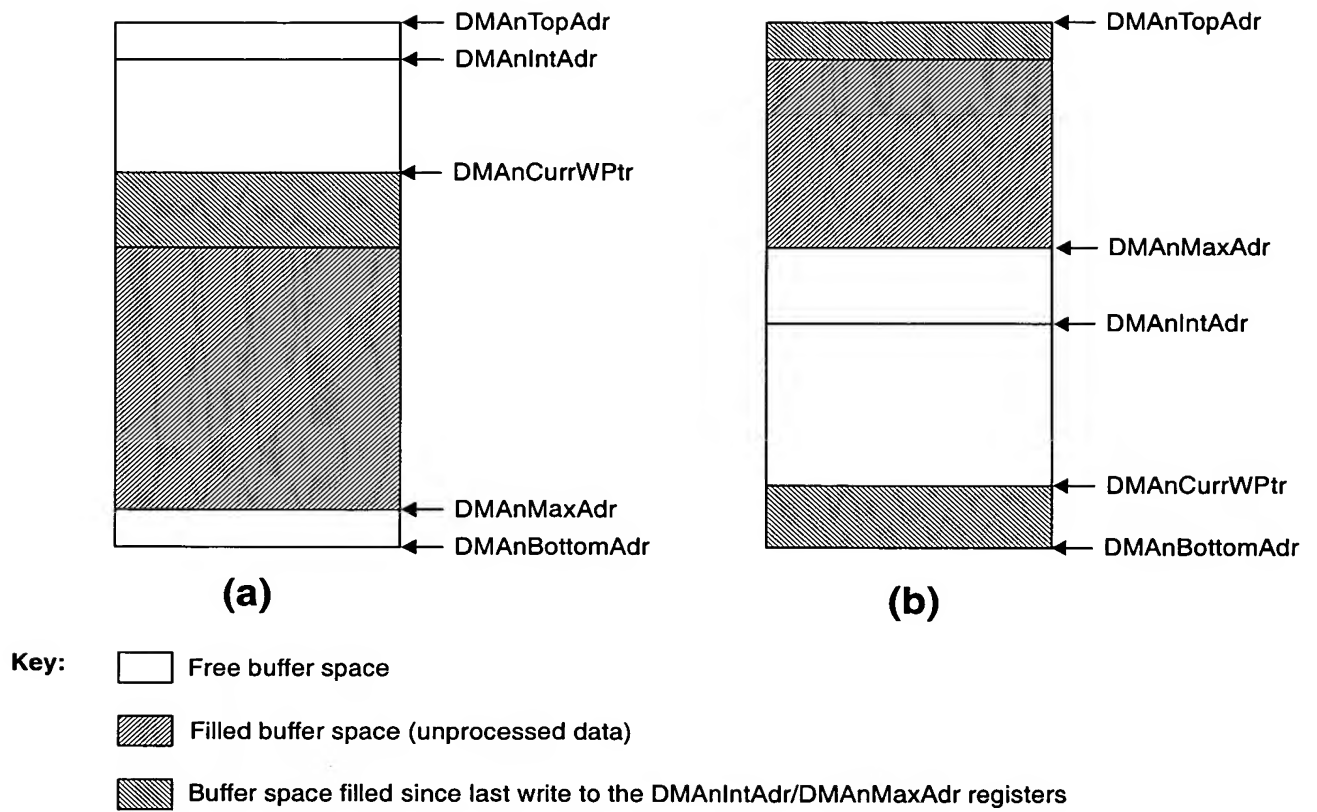 DMAnTopAdr
DMAnIntAdr
DMAnCurrWPtr
DMAnMaxAdr
DMAnBottomAdr
(a)
DMAnTopAdr
DMAnMaxAdr
DMAnIntAdr
DMAnCurrWPtr
DMAnBottomAdr
(b)
Key:
Free buffer space
Filled buffer space (unprocessed data)
Buffer space filled since last write to the DMAnIntAdr/DMAnMaxAdr registers